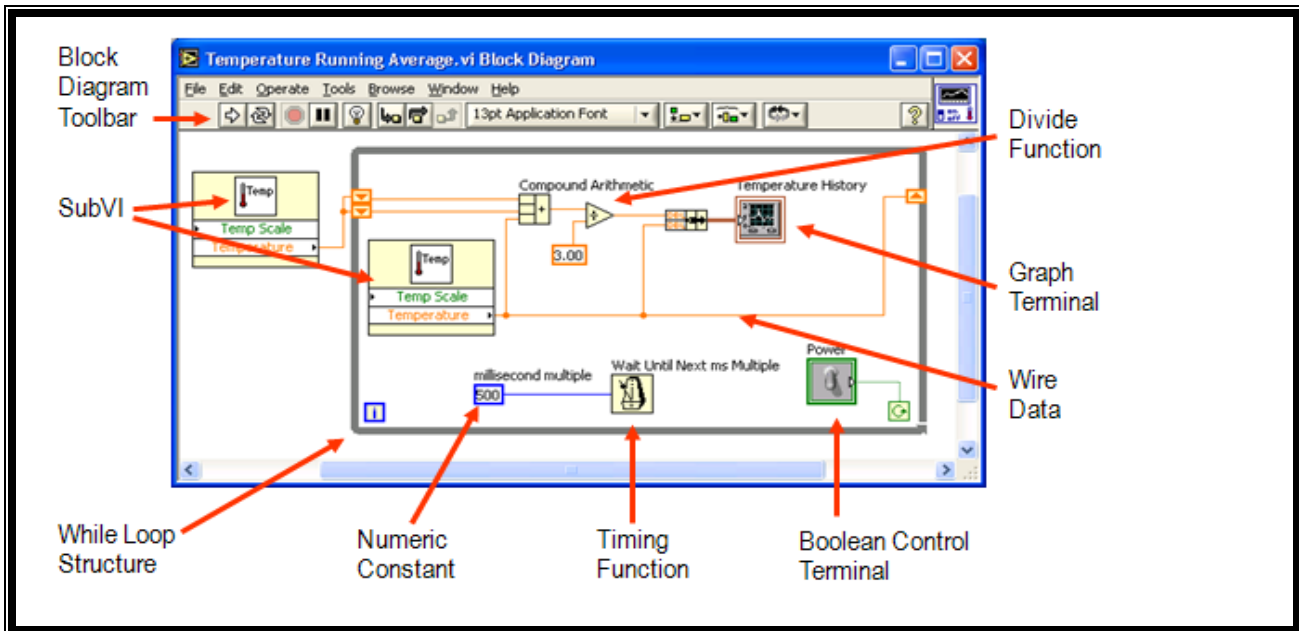 Block
Diagram
Toolbar
Temperature Running Average.vi Block Diagram
File Edit Operate Tools Browse Window Help
13pt Application Font
Divide
Function
SubVI
Temp
Temp Scale
Temperature
Compound Arithmetic
Temperature History
3.00
Temp
Temp Scale
Temperature
Graph
Terminal
millisecond multiple
500
Wait Until Next ms Multiple
Power
Wire
Data
i
While Loop
Structure
Numeric
Constant
Timing
Function
Boolean Control
Terminal